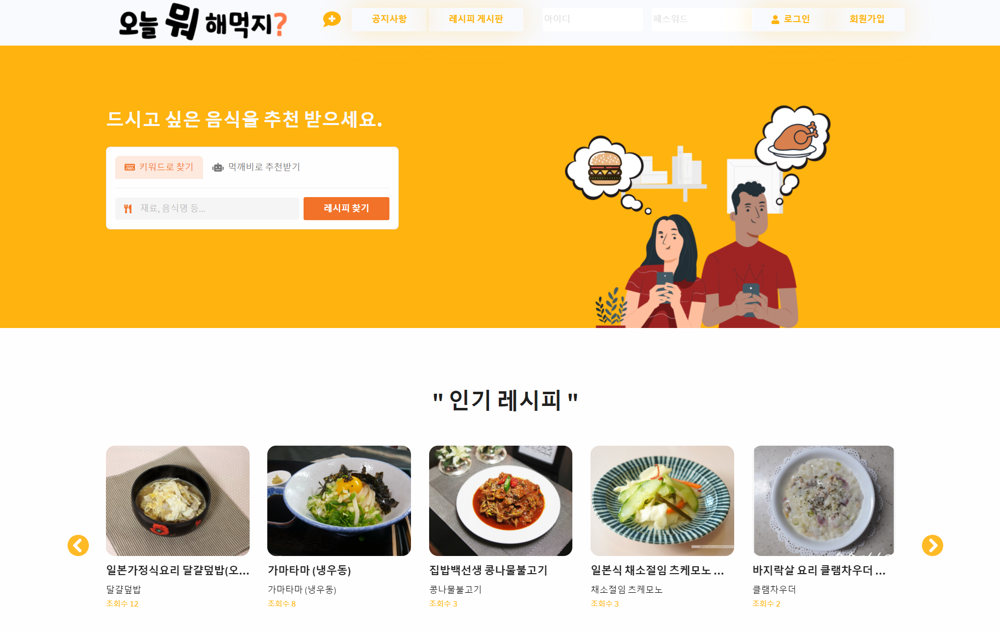 오늘 뭐 해먹지?
공지사항
레시피 게시판
아이디
패스워드
로그인
회원가입
드시고 싶은 음식을 추천 받으세요.
키워드로 찾기
먹깨비로 추천받기
재료, 음식명 등...
레시피 찾기
" 인기 레시피 "
일본가정식요리 달걀덮밥(오...
달걀덮밥
조회수 12
가마타마 (냉우동)
가마타마 (냉우동)
조회수 8
집밥백선생 콩나물불고기
콩나물불고기
조회수 3
일본식 채소절임 츠케모노 ...
채소절임 츠케모노
조회수 3
바지락살 요리 클램차우더 ...
클램차우더
조회수 2